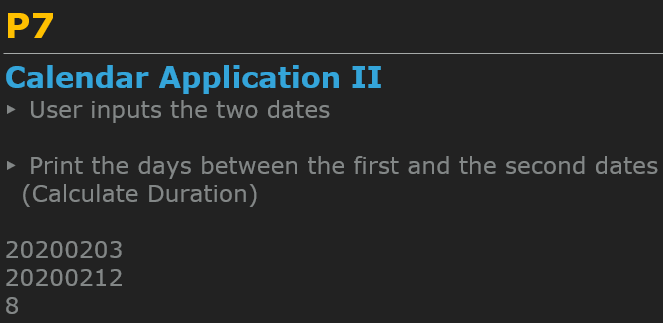 P7
Calendar Application II
▸ User inputs the two dates
▸ Print the days between the first and the second dates
(Calculate Duration)
20200203
20200212
8